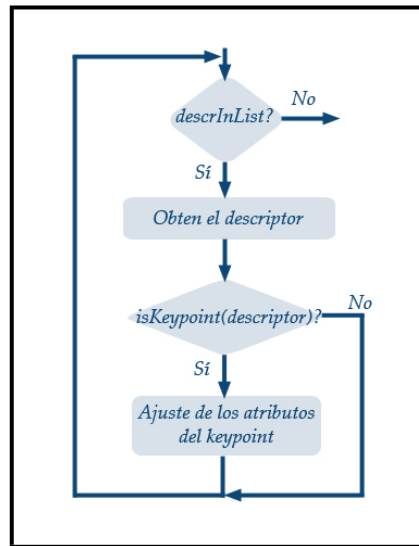 descrInList?
No
Sí
Obten el descriptor
isKeypoint(descriptor)?
No
Sí
Ajuste de los atributos
del keypoint